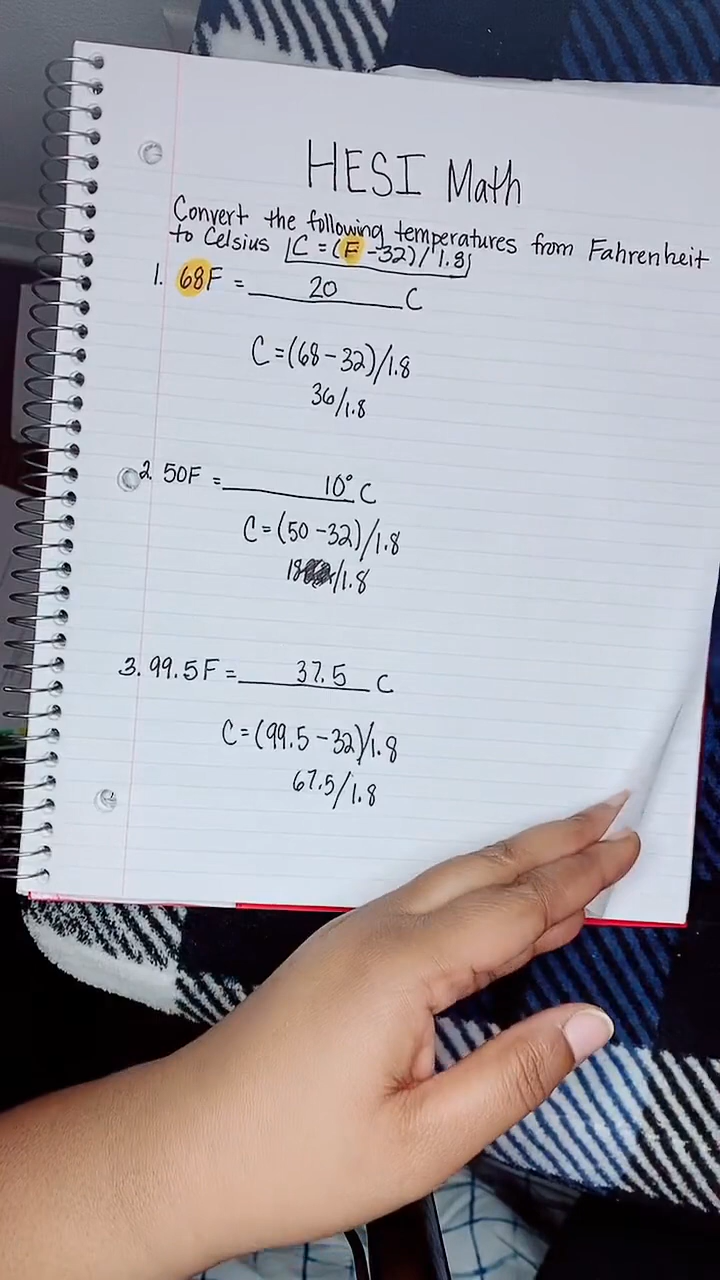 HESI Math
Convert the following temperatures from Fahrenheit
to Celsius C = (F - 32) / 1.8
1. 68F = 20 C
C = (68 - 32)/1.8
36/1.8
2. 50F = 10° C
C = (50 - 32)/1.8
18/1.8
3. 99.5F = 37.5 C
C = (99.5 - 32)/1.8
67.5/1.8